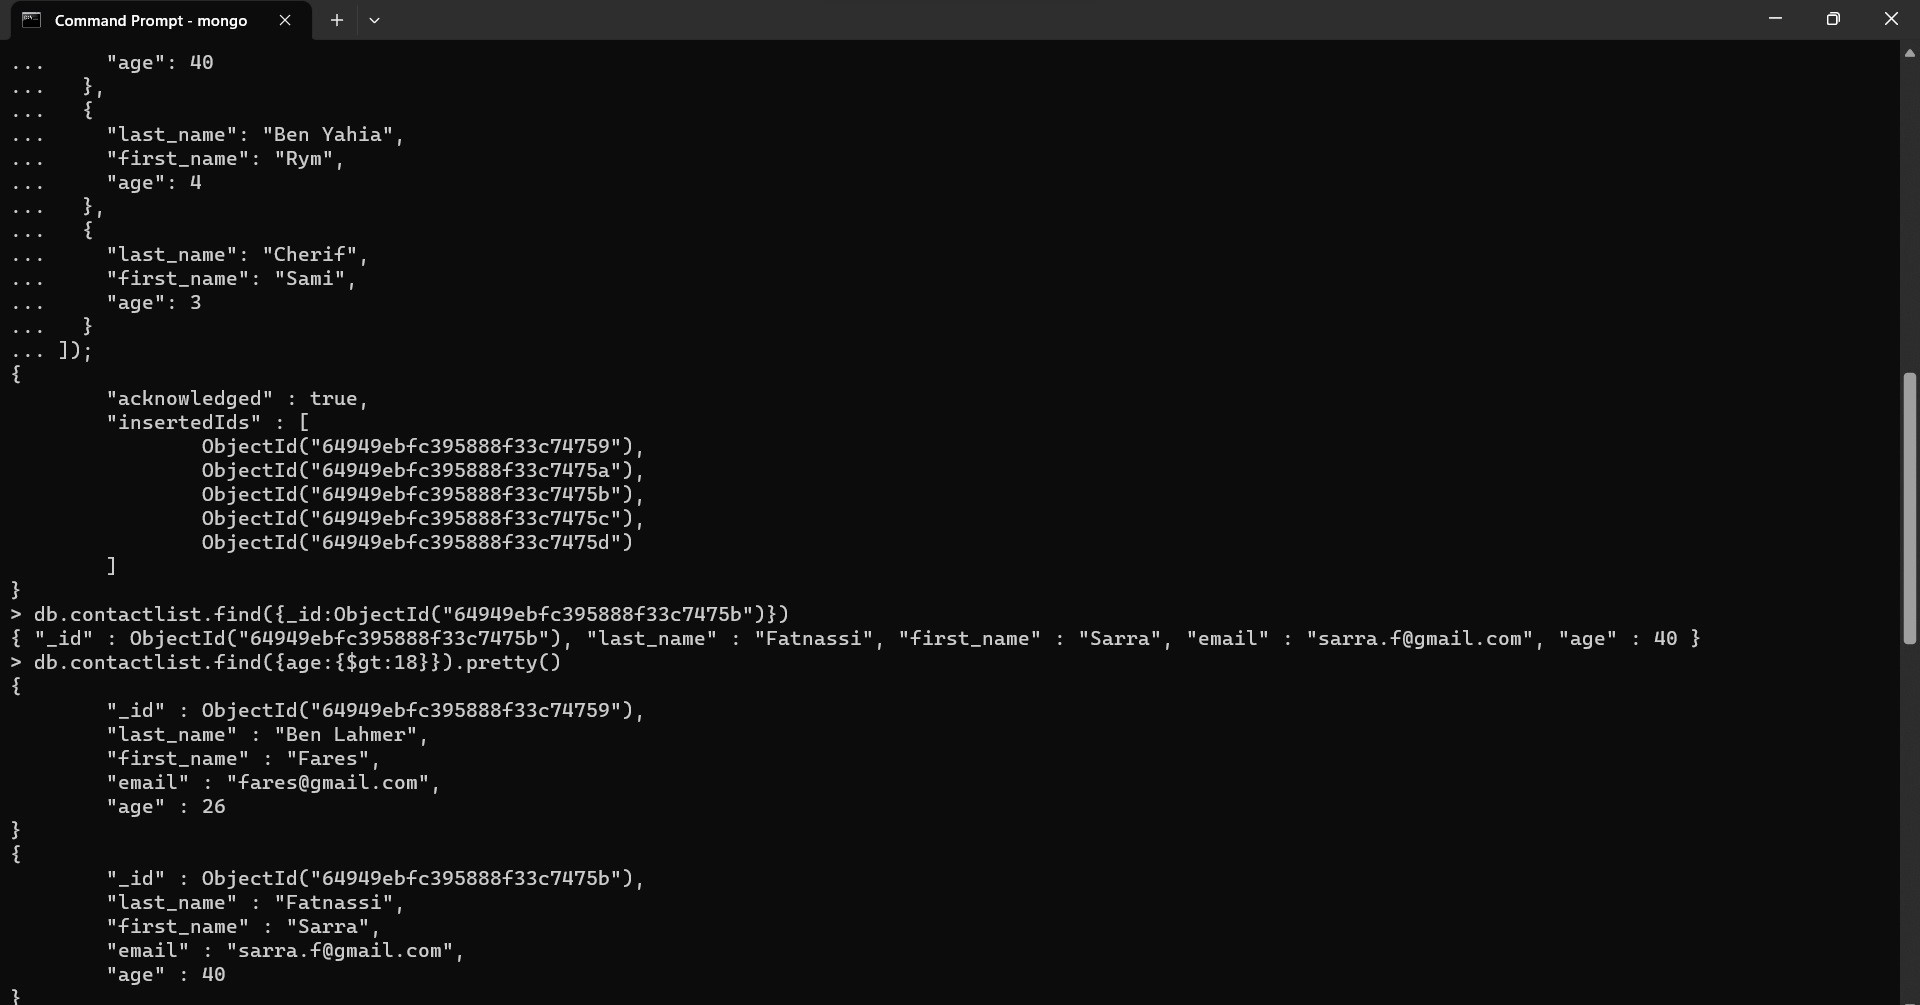 Command Prompt - mongo
...     "age": 40
...   },
...   {
...     "last_name": "Ben Yahia",
...     "first_name": "Rym",
...     "age": 4
...   },
...   {
...     "last_name": "Cherif",
...     "first_name": "Sami",
...     "age": 3
...   }
... ]);
{
        "acknowledged" : true,
        "insertedIds" : [
                ObjectId("64949ebfc395888f33c74759"),
                ObjectId("64949ebfc395888f33c7475a"),
                ObjectId("64949ebfc395888f33c7475b"),
                ObjectId("64949ebfc395888f33c7475c"),
                ObjectId("64949ebfc395888f33c7475d")
        ]
}
> db.contactlist.find({_id:ObjectId("64949ebfc395888f33c7475b")})
{ "_id" : ObjectId("64949ebfc395888f33c7475b"), "last_name" : "Fatnassi", "first_name" : "Sarra", "email" : "sarra.f@gmail.com", "age" : 40 }
> db.contactlist.find({age:{$gt:18}}).pretty()
{
        "_id" : ObjectId("64949ebfc395888f33c74759"),
        "last_name" : "Ben Lahmer",
        "first_name" : "Fares",
        "email" : "fares@gmail.com",
        "age" : 26
}
{
        "_id" : ObjectId("64949ebfc395888f33c7475b"),
        "last_name" : "Fatnassi",
        "first_name" : "Sarra",
        "email" : "sarra.f@gmail.com",
        "age" : 40
}